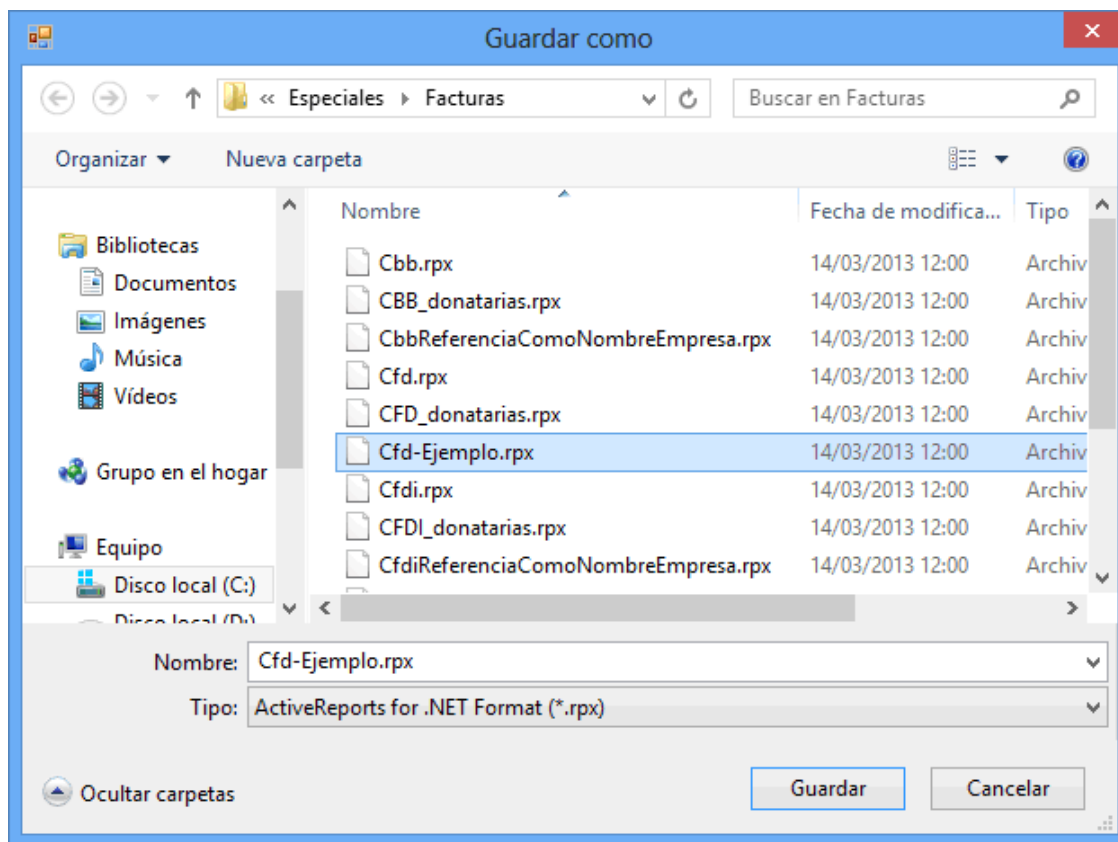 Guardar como
« Especiales Facturas
Buscar en Facturas
Organizar
Nueva carpeta
Nombre
Fecha de modifica...
Tipo
Bibliotecas
Documentos
Imágenes
Música
Vídeos
Grupo en el hogar
Equipo
Disco local (C:)
Disco local (D:)
Cbb.rpx 14/03/2013 12:00 Archiv
CBB_donatarias.rpx 14/03/2013 12:00 Archiv
CbbReferenciaComoNombreEmpresa.rpx 14/03/2013 12:00 Archiv
Cfd.rpx 14/03/2013 12:00 Archiv
CFD_donatarias.rpx 14/03/2013 12:00 Archiv
Cfd-Ejemplo.rpx 14/03/2013 12:00 Archiv
Cfdi.rpx 14/03/2013 12:00 Archiv
CFDI_donatarias.rpx 14/03/2013 12:00 Archiv
CfdiReferenciaComoNombreEmpresa.rpx 14/03/2013 12:00 Archiv
Nombre: Cfd-Ejemplo.rpx
Tipo: ActiveReports for .NET Format (*.rpx)
Ocultar carpetas
Guardar
Cancelar